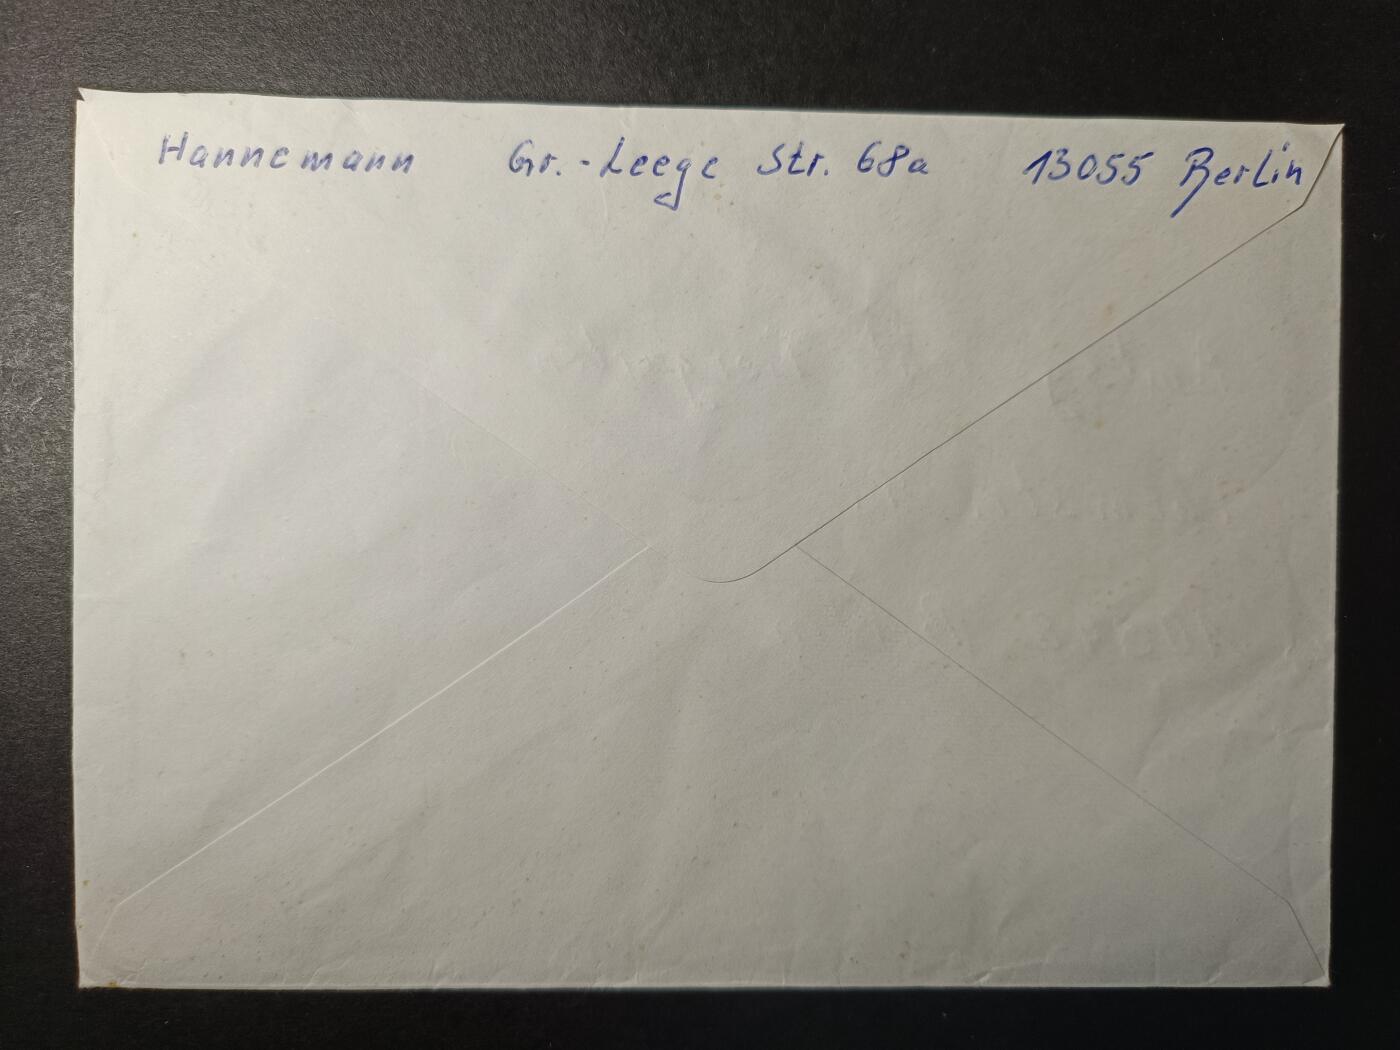 Hannemann Gr.-Leege Str. 68a 13055 Berlin